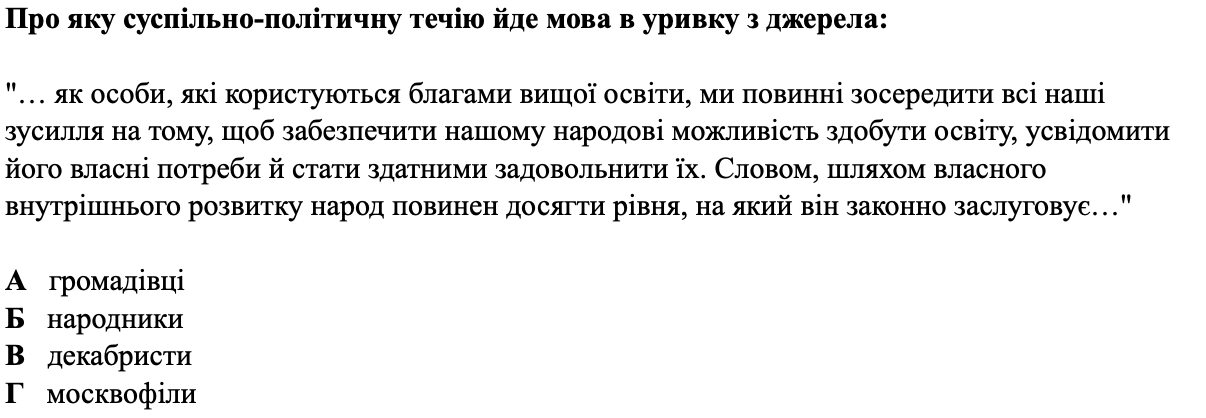 Про яку суспільно-політичну течію йде мова в уривку з джерела:
"… як особи, які користуються благами вищої освіти, ми повинні зосередити всі наші
зусилля на тому, щоб забезпечити нашому народові можливість здобути освіту, усвідомити
його власні потреби й стати здатними задовольнити їх. Словом, шляхом власного
внутрішнього розвитку народ повинен досягти рівня, на який він законно заслуговує…"
А громадівці
Б народники
В декабристи
Г москвофіли